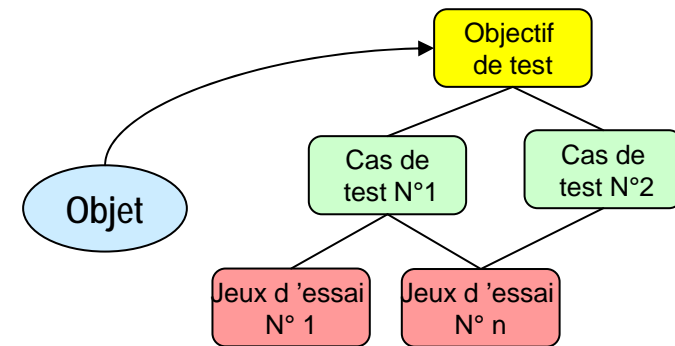 Objectif
de test
Cas de
test N°1
Cas de
test N°2
Objet
Jeux d ’essai
N° 1
Jeux d ’essai
N° n